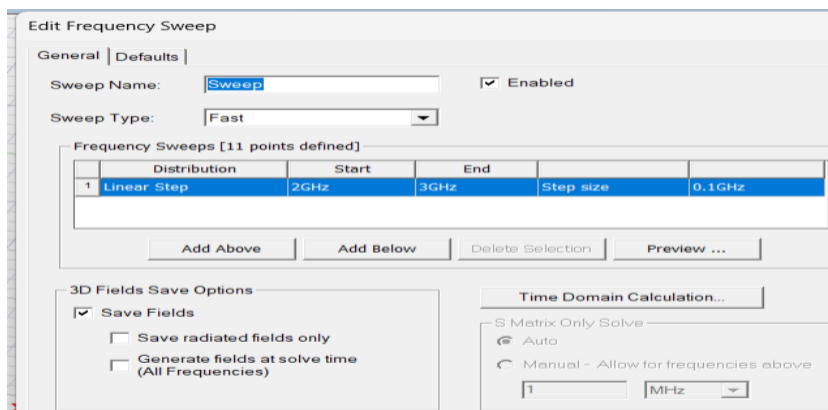 Edit Frequency Sweep
General Defaults
Sweep Name: Sweep Enabled
Sweep Type: Fast
Frequency Sweeps [11 points defined]
Distribution Start End
1 Linear Step 2GHz 3GHz Step size 0.1GHz
Add Above Add Below Delete Selection Preview ...
3D Fields Save Options
Save Fields
Save radiated fields only
Generate fields at solve time
(All Frequencies)
Time Domain Calculation...
S Matrix Only Solve
Auto
Manual - Allow for frequencies above
1 MHz